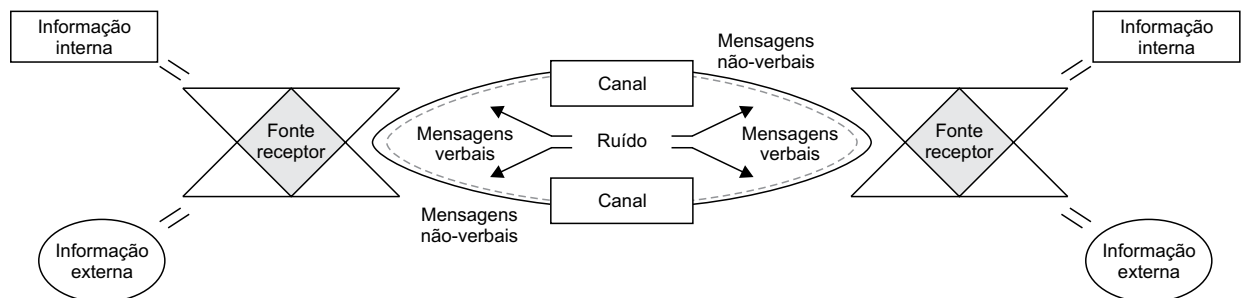 Informação
interna
Mensagens
não-verbais
Informação
interna
Canal
Fonte
receptor
Mensagens
verbais
Ruído
Mensagens
verbais
Fonte
receptor
Canal
Mensagens
não-verbais
Informação
externa
Informação
externa